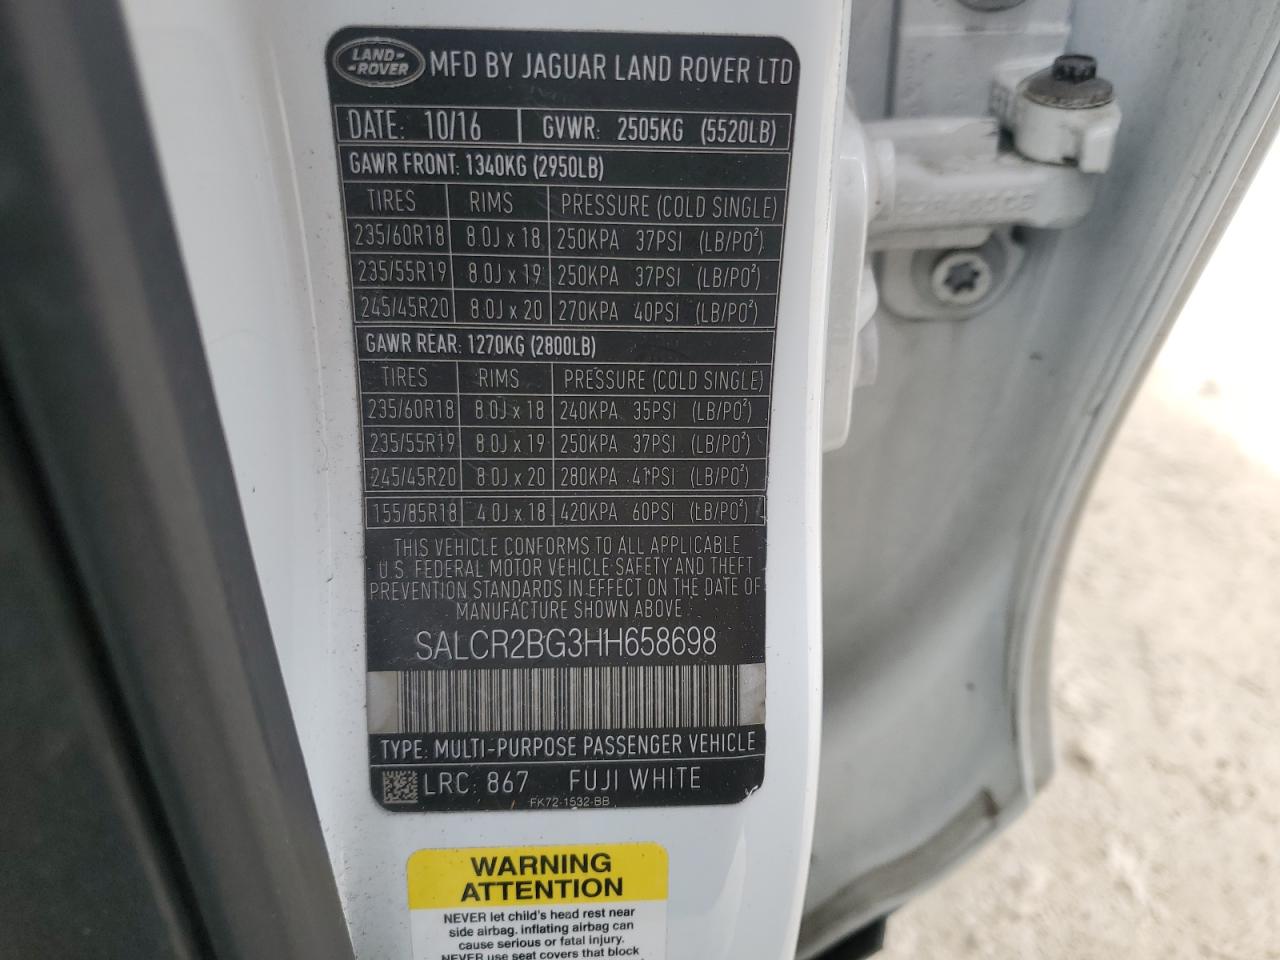 LAND-
-ROVER
MFD BY JAGUAR LAND ROVER LTD
DATE: 10/16 GVWR: 2505KG (5520LB)
GAWR FRONT: 1340KG (2950LB)
TIRES RIMS PRESSURE (COLD SINGLE)
235/60R18 8.0J x 18 250KPA 37PSI (LB/PO²)
235/55R19 8.0J x 19 250KPA 37PSI (LB/PO²)
245/45R20 8.0J x 20 270KPA 40PSI (LB/PO²)
GAWR REAR: 1270KG (2800LB)
TIRES RIMS PRESSURE (COLD SINGLE)
235/60R18 8.0J x 18 240KPA 35PSI (LB/PO²)
235/55R19 8.0J x 19 250KPA 37PSI (LB/PO²)
245/45R20 8.0J x 20 280KPA 41PSI (LB/PO²)
155/85R18 4.0J x 18 420KPA 60PSI (LB/PO²)
THIS VEHICLE CONFORMS TO ALL APPLICABLE
U.S. FEDERAL MOTOR VEHICLE SAFETY AND THEFT
PREVENTION STANDARDS IN EFFECT ON THE DATE OF
MANUFACTURE SHOWN ABOVE.
SALCR2BG3HH658698
TYPE: MULTI-PURPOSE PASSENGER VEHICLE
LRC: 867 FUJI WHITE
FK72-1532-BB
WARNING
ATTENTION
NEVER let child's head rest near
side airbag. inflating airbag can
cause serious or fatal injury.
NEVER use seat covers that block